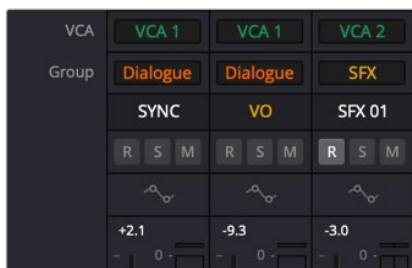 VCA VCA 1 VCA 1 VCA 2
Group Dialogue Dialogue SFX
SYNC VO SFX 01
R S M R S M R S M
+2.1 -9.3 -3.0
- 0 - - 0 - - 0 -